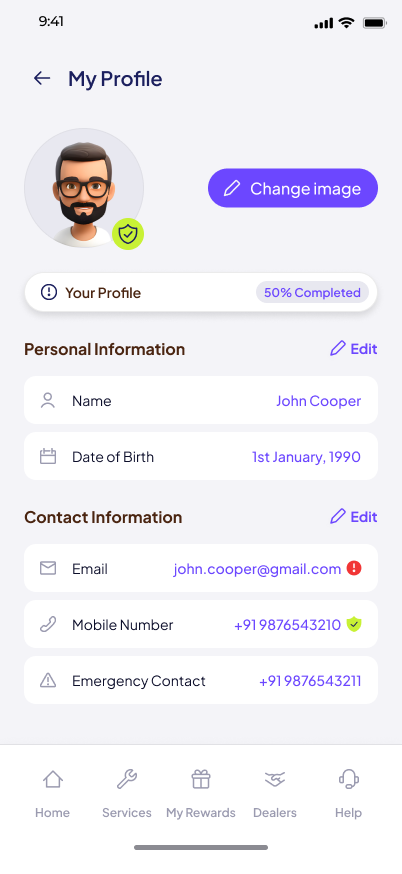 9:41
My Profile
Change image
Your Profile 50% Completed
Personal Information Edit
Name John Cooper
Date of Birth 1st January, 1990
Contact Information Edit
Email john.cooper@gmail.com
Mobile Number +91 9876543210
Emergency Contact +91 9876543211
Home Services My Rewards Dealers Help